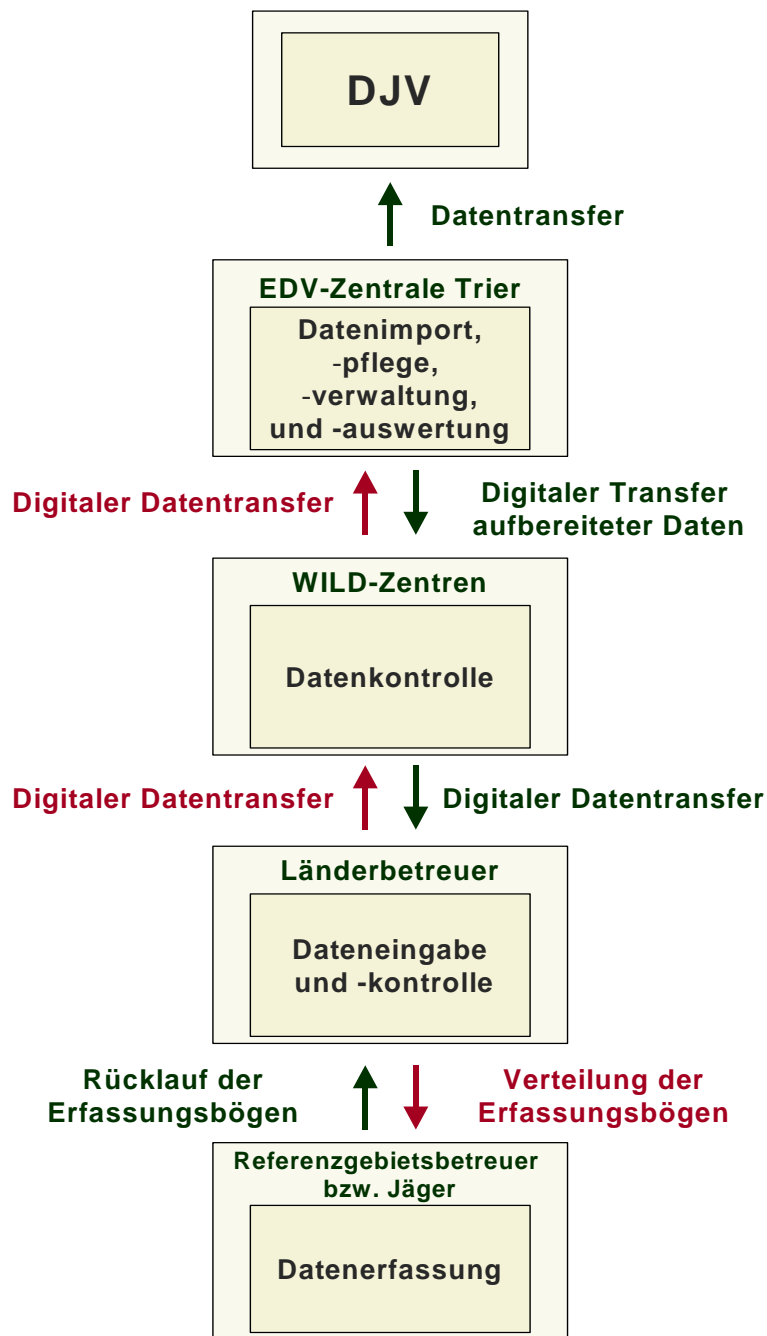 DJV
Datentransfer
EDV-Zentrale Trier
Datenimport,
-pflege,
-verwaltung,
und -auswertung
Digitaler Datentransfer
Digitaler Transfer
aufbereiteter Daten
WILD-Zentren
Datenkontrolle
Digitaler Datentransfer
Digitaler Datentransfer
Länderbetreuer
Dateneingabe
und -kontrolle
Rücklauf der
Erfassungsbögen
Verteilung der
Erfassungsbögen
Referenzgebietsbetreuer
bzw. Jäger
Datenerfassung